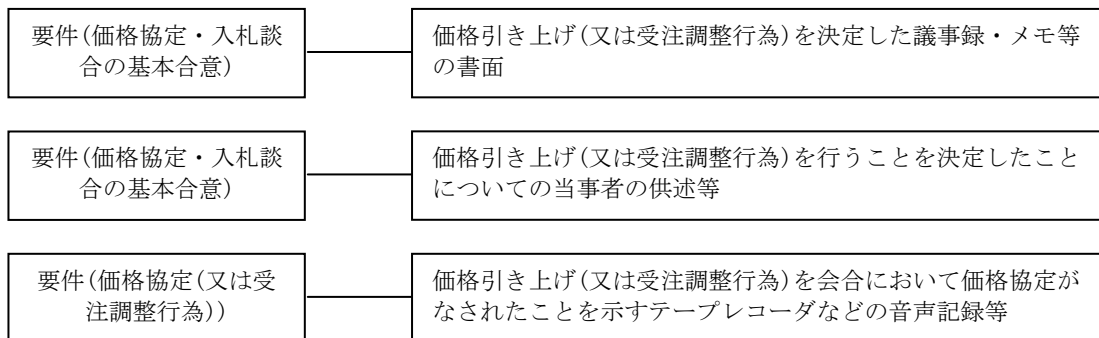 要件(価格協定・入札談
合の基本合意)
価格引き上げ(又は受注調整行為)を決定した議事録・メモ等
の書面
要件(価格協定・入札談
合の基本合意)
価格引き上げ(又は受注調整行為)を行うことを決定したこと
についての当事者の供述等
要件(価格協定(又は受
注調整行為))
価格引き上げ(又は受注調整行為)を会合において価格協定が
なされたことを示すテープレコーダなどの音声記録等